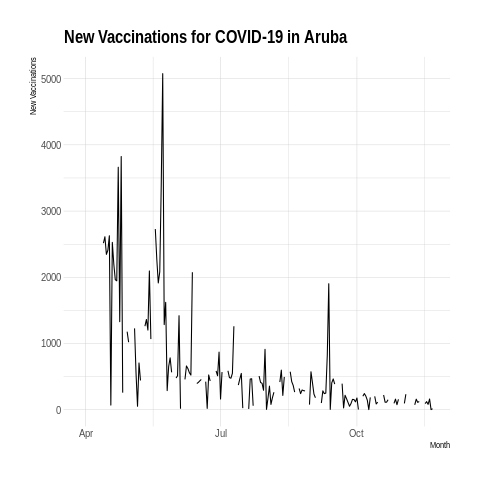 New Vaccinations for COVID-19 in Aruba
New Vaccinations
5000
4000
3000
2000
1000
0
Apr
Jul
Oct
Month